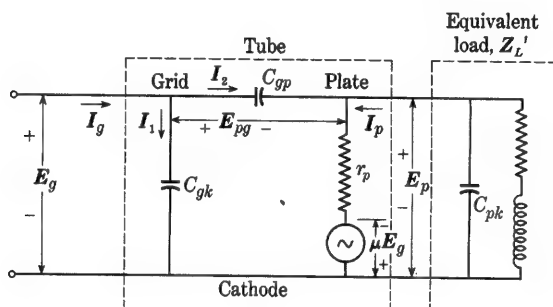 Equivalent
load, Z_L'
Tube
Grid
I_2
C_gp
Plate
+
I_g
I_1
+ E_pg −
I_p
+
E_g
C_gk
r_p
E_p
C_pk
−
−
μE_g
−
+
Cathode